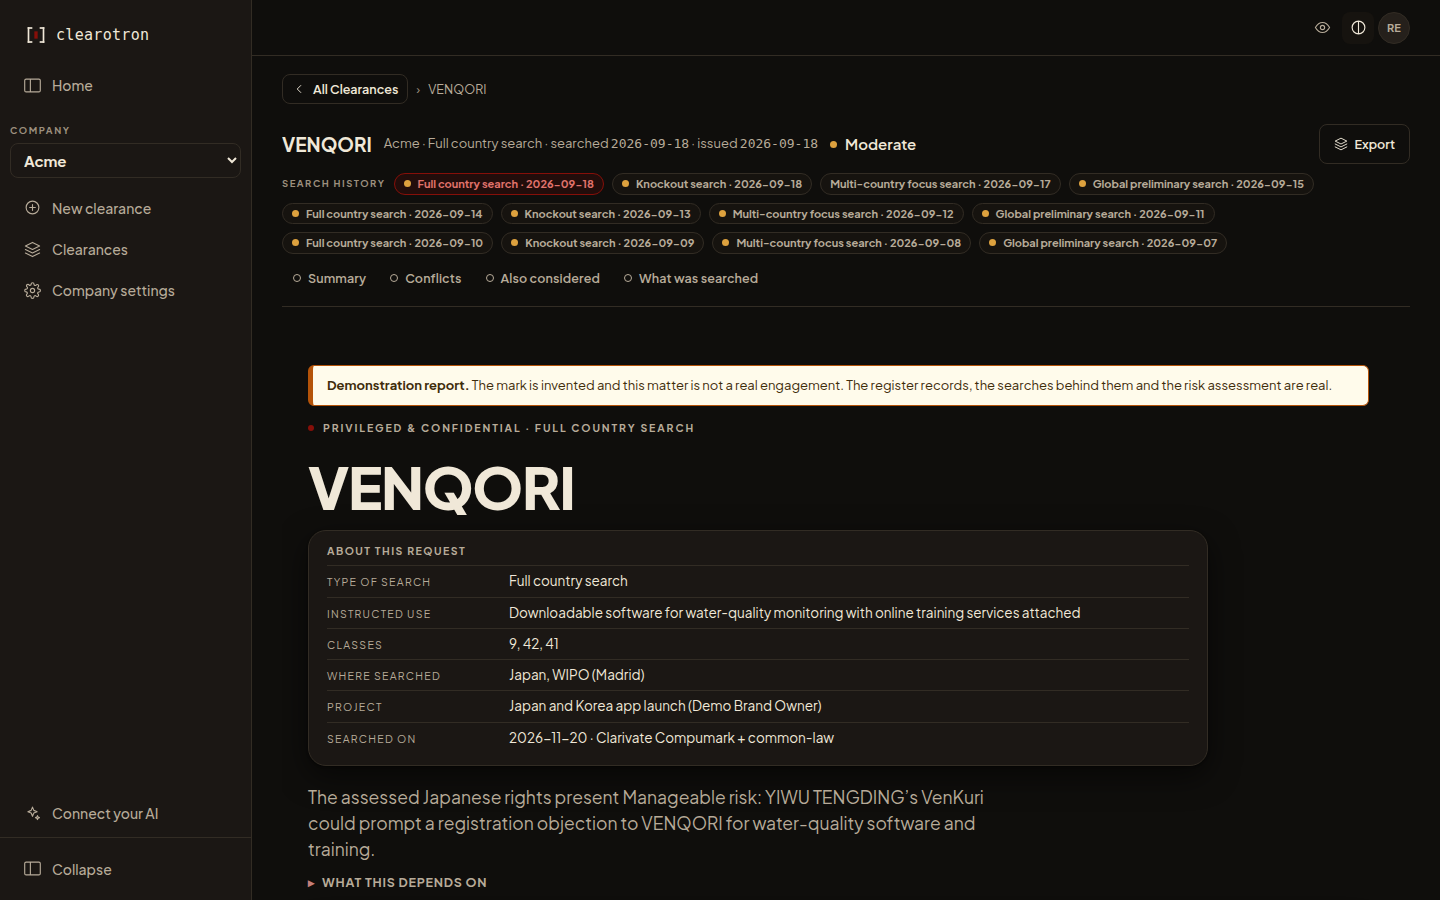 clearotron
Home
COMPANY
Acme
New clearance
Clearances
Company settings
Connect your AI
Collapse
RE
All Clearances › VENQORI
VENQORI Acme · Full country search · searched 2026-09-18 · issued 2026-09-18 Moderate
Export
SEARCH HISTORY Full country search · 2026-09-18 Knockout search · 2026-09-18 Multi-country focus search · 2026-09-17 Global preliminary search · 2026-09-15
Full country search · 2026-09-14 Knockout search · 2026-09-13 Multi-country focus search · 2026-09-12 Global preliminary search · 2026-09-11
Full country search · 2026-09-10 Knockout search · 2026-09-09 Multi-country focus search · 2026-09-08 Global preliminary search · 2026-09-07
Summary Conflicts Also considered What was searched
Demonstration report. The mark is invented and this matter is not a real engagement. The register records, the searches behind them and the risk assessment are real.
PRIVILEGED & CONFIDENTIAL · FULL COUNTRY SEARCH
VENQORI
ABOUT THIS REQUEST
TYPE OF SEARCH Full country search
INSTRUCTED USE Downloadable software for water-quality monitoring with online training services attached
CLASSES 9, 42, 41
WHERE SEARCHED Japan, WIPO (Madrid)
PROJECT Japan and Korea app launch (Demo Brand Owner)
SEARCHED ON 2026-11-20 · Clarivate Compumark + common-law
The assessed Japanese rights present Manageable risk: YIWU TENGDING’s VenKuri
could prompt a registration objection to VENQORI for water-quality software and
training.
WHAT THIS DEPENDS ON